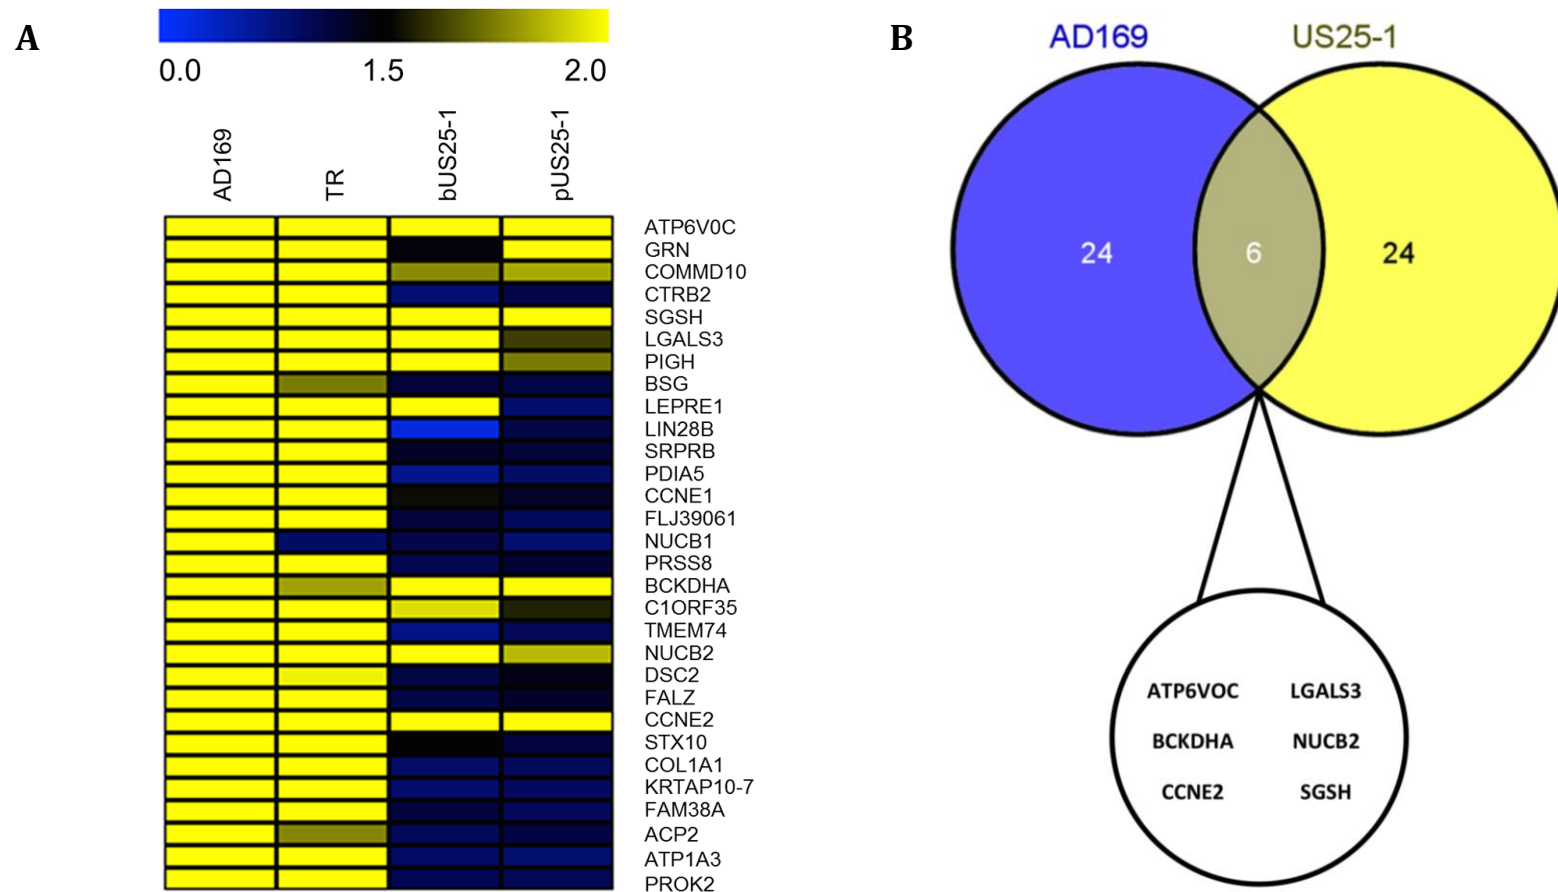 A
0.0 1.5 2.0
AD169 TR bUS25-1 pUS25-1
ATP6V0C
GRN
COMMD10
CTRB2
SGSH
LGALS3
PIGH
BSG
LEPRE1
LIN28B
SRPRB
PDIA5
CCNE1
FLJ39061
NUCB1
PRSS8
BCKDHA
C1ORF35
TMEM74
NUCB2
DSC2
FALZ
CCNE2
STX10
COL1A1
KRTAP10-7
FAM38A
ACP2
ATP1A3
PROK2
B
AD169 US25-1
24 6 24
ATP6VOC LGALS3
BCKDHA NUCB2
CCNE2 SGSH